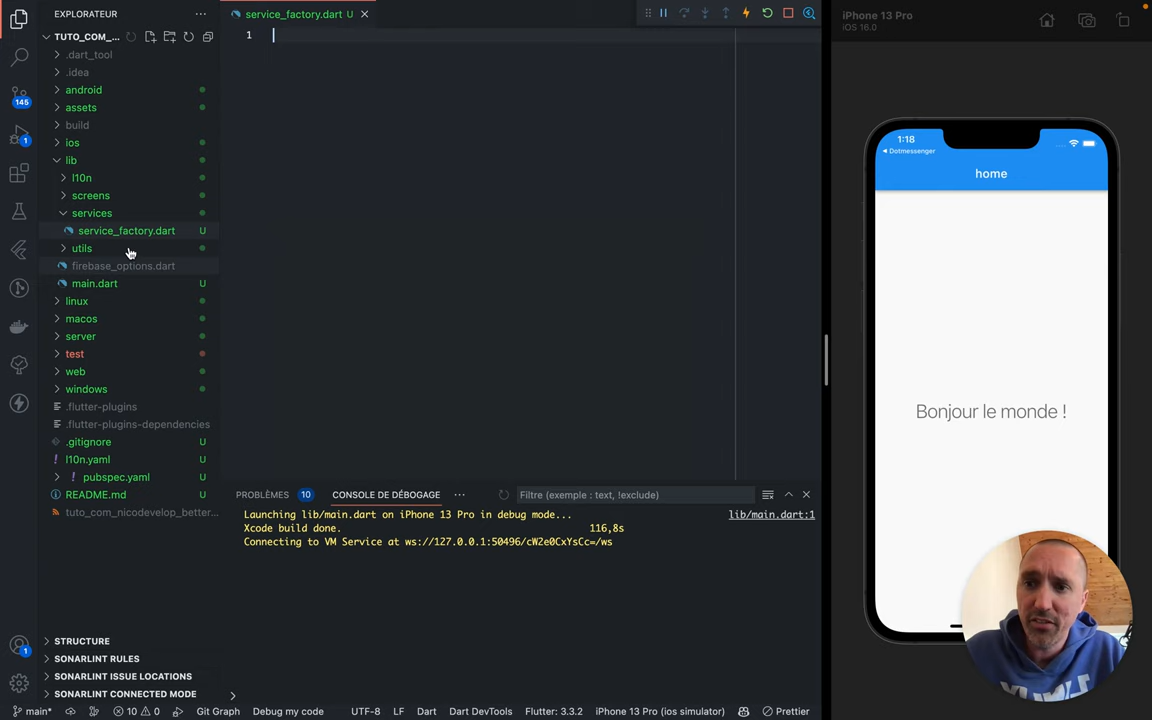 EXPLORATEUR
TUTO_COM_...
.dart_tool
.idea
android
assets
build
ios
lib
l10n
screens
services
service_factory.dart U
utils
firebase_options.dart
main.dart U
linux
macos
server
test
web
windows
.flutter-plugins
.flutter-plugins-dependencies
.gitignore U
l10n.yaml U
pubspec.yaml U
README.md U
tuto_com_nicodevelop_better...
STRUCTURE
SONARLINT RULES
SONARLINT ISSUE LOCATIONS
SONARLINT CONNECTED MODE
145
1
1
service_factory.dart U
1
PROBLÈMES 10 CONSOLE DE DÉBOGAGE Filtre (exemple : text, !exclude)
Launching lib/main.dart on iPhone 13 Pro in debug mode... lib/main.dart:1
Xcode build done. 116,8s
Connecting to VM Service at ws://127.0.0.1:50496/cW2e0CxYsCc=/ws
main* 10 0 Git Graph Debug my code UTF-8 LF Dart Dart DevTools Flutter: 3.3.2 iPhone 13 Pro (ios simulator) Prettier
iPhone 13 Pro
iOS 16.0
1:18
Dotmessenger
home
Bonjour le monde !